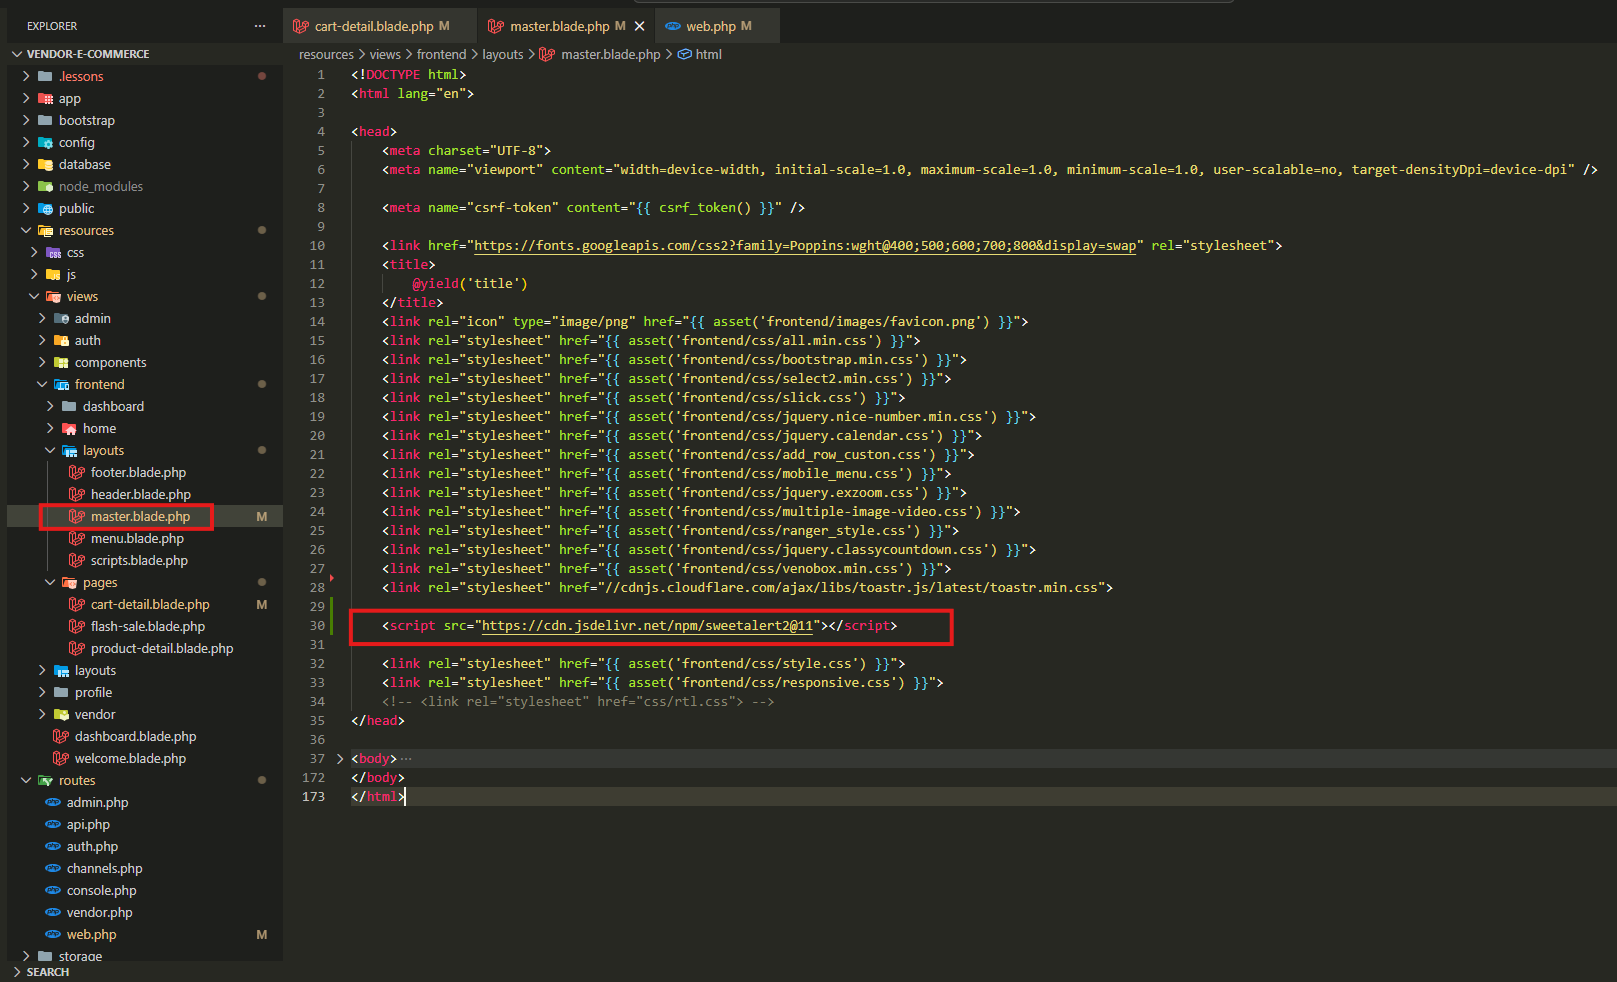 EXPLORER ···
VENDOR-E-COMMERCE
.lessons
app
bootstrap
config
database
node_modules
public
resources
css
js
views
admin
auth
components
frontend
dashboard
home
layouts
footer.blade.php
header.blade.php
master.blade.php M
menu.blade.php
scripts.blade.php
pages
cart-detail.blade.php M
flash-sale.blade.php
product-detail.blade.php
layouts
profile
vendor
dashboard.blade.php
welcome.blade.php
routes
admin.php
api.php
auth.php
channels.php
console.php
vendor.php
web.php M
storage
SEARCH
cart-detail.blade.php M master.blade.php M web.php M
resources > views > frontend > layouts > master.blade.php > html
1 <!DOCTYPE html>
2 <html lang="en">
3
4 <head>
5 <meta charset="UTF-8">
6 <meta name="viewport" content="width=device-width, initial-scale=1.0, maximum-scale=1.0, minimum-scale=1.0, user-scalable=no, target-densityDpi=device-dpi" />
7
8 <meta name="csrf-token" content="{{ csrf_token() }}" />
9
10 <link href="https://fonts.googleapis.com/css2?family=Poppins:wght@400;500;600;700;800&display=swap" rel="stylesheet">
11 <title>
12 @yield('title')
13 </title>
14 <link rel="icon" type="image/png" href="{{ asset('frontend/images/favicon.png') }}">
15 <link rel="stylesheet" href="{{ asset('frontend/css/all.min.css') }}">
16 <link rel="stylesheet" href="{{ asset('frontend/css/bootstrap.min.css') }}">
17 <link rel="stylesheet" href="{{ asset('frontend/css/select2.min.css') }}">
18 <link rel="stylesheet" href="{{ asset('frontend/css/slick.css') }}">
19 <link rel="stylesheet" href="{{ asset('frontend/css/jquery.nice-number.min.css') }}">
20 <link rel="stylesheet" href="{{ asset('frontend/css/jquery.calendar.css') }}">
21 <link rel="stylesheet" href="{{ asset('frontend/css/add_row_custon.css') }}">
22 <link rel="stylesheet" href="{{ asset('frontend/css/mobile_menu.css') }}">
23 <link rel="stylesheet" href="{{ asset('frontend/css/jquery.exzoom.css') }}">
24 <link rel="stylesheet" href="{{ asset('frontend/css/multiple-image-video.css') }}">
25 <link rel="stylesheet" href="{{ asset('frontend/css/ranger_style.css') }}">
26 <link rel="stylesheet" href="{{ asset('frontend/css/jquery.classycountdown.css') }}">
27 <link rel="stylesheet" href="{{ asset('frontend/css/venobox.min.css') }}">
28 <link rel="stylesheet" href="//cdnjs.cloudflare.com/ajax/libs/toastr.js/latest/toastr.min.css">
29
30 <script src="https://cdn.jsdelivr.net/npm/sweetalert2@11"></script>
31
32 <link rel="stylesheet" href="{{ asset('frontend/css/style.css') }}">
33 <link rel="stylesheet" href="{{ asset('frontend/css/responsive.css') }}">
34 <!-- <link rel="stylesheet" href="css/rtl.css"> -->
35 </head>
36
37 <body> ···
172 </body>
173 </html>